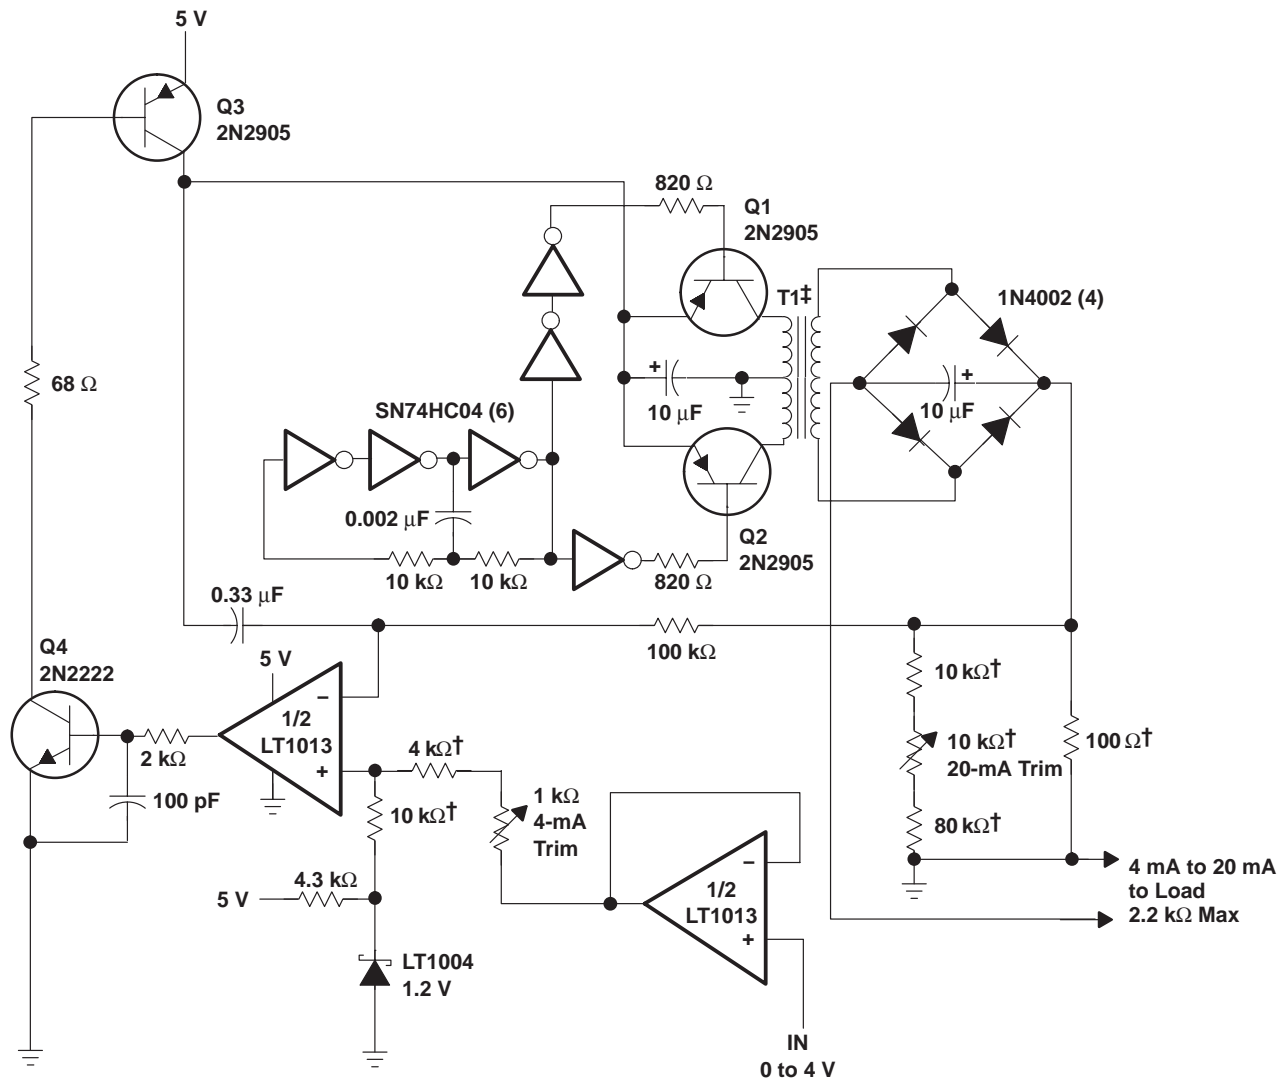 5 V
Q3
2N2905
820 Ω
Q1
2N2905
T1‡
1N4002 (4)
68 Ω
+
10 μF
+
10 μF
SN74HC04 (6)
0.002 μF
10 kΩ
10 kΩ
820 Ω
Q2
2N2905
0.33 μF
100 kΩ
Q4
2N2222
5 V
−
1/2
LT1013
+
2 kΩ
100 pF
4 kΩ†
10 kΩ†
1 kΩ
4-mA
Trim
10 kΩ†
10 kΩ†
20-mA Trim
80 kΩ†
100 Ω†
4.3 kΩ
5 V
−
1/2
LT1013
+
4 mA to 20 mA
to Load
2.2 kΩ Max
LT1004
1.2 V
IN
0 to 4 V